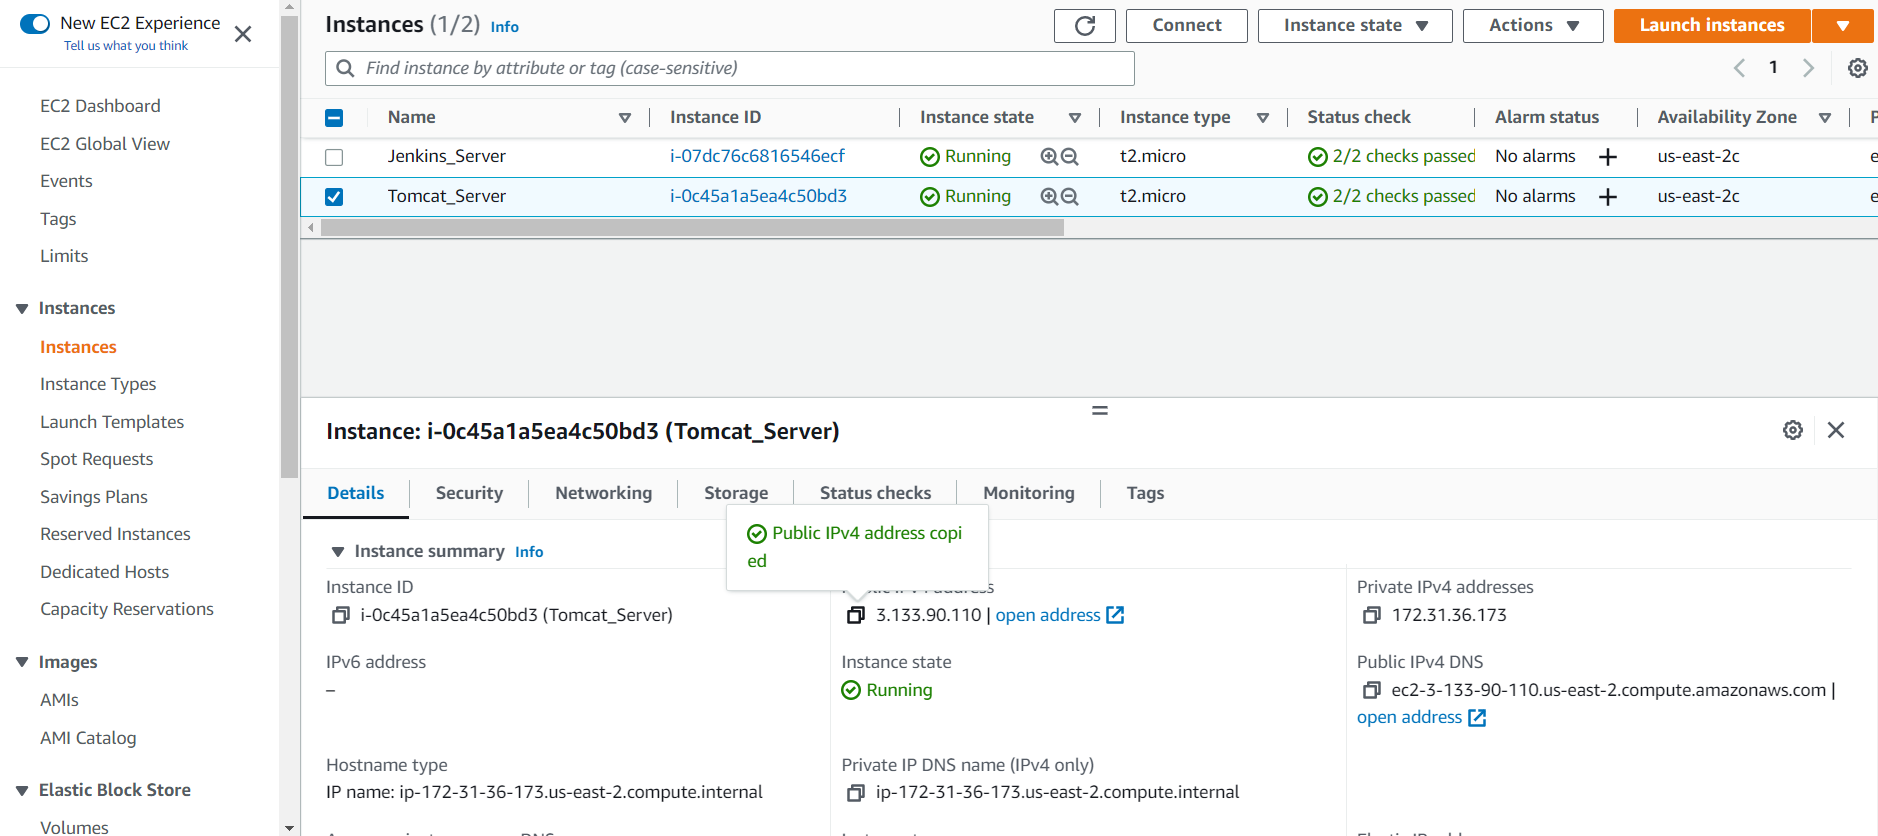 New EC2 Experience
Tell us what you think
EC2 Dashboard
EC2 Global View
Events
Tags
Limits
Instances
Instances
Instance Types
Launch Templates
Spot Requests
Savings Plans
Reserved Instances
Dedicated Hosts
Capacity Reservations
Images
AMIs
AMI Catalog
Elastic Block Store
Volumes
Instances (1/2) Info
Connect
Instance state
Actions
Launch instances
Find instance by attribute or tag (case-sensitive)
1
Name Instance ID Instance state Instance type Status check Alarm status Availability Zone P
Jenkins_Server i-07dc76c6816546ecf Running t2.micro 2/2 checks passed No alarms + us-east-2c e
Tomcat_Server i-0c45a1a5ea4c50bd3 Running t2.micro 2/2 checks passed No alarms + us-east-2c e
Instance: i-0c45a1a5ea4c50bd3 (Tomcat_Server)
Details Security Networking Storage Status checks Monitoring Tags
Public IPv4 address copi
ed
Instance summary Info
Instance ID
i-0c45a1a5ea4c50bd3 (Tomcat_Server)
3.133.90.110 | open address
Private IPv4 addresses
172.31.36.173
IPv6 address
–
Instance state
Running
Public IPv4 DNS
ec2-3-133-90-110.us-east-2.compute.amazonaws.com |
open address
Hostname type
IP name: ip-172-31-36-173.us-east-2.compute.internal
Private IP DNS name (IPv4 only)
ip-172-31-36-173.us-east-2.compute.internal